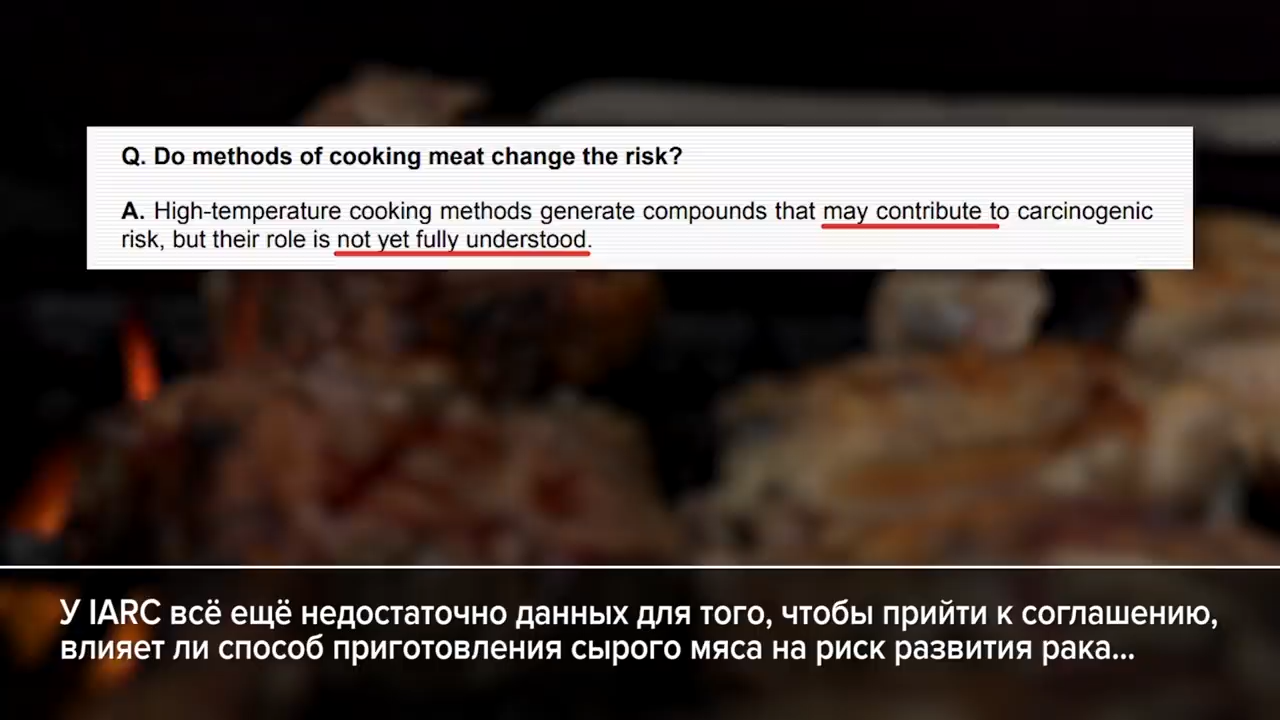 Q. Do methods of cooking meat change the risk?
A. High-temperature cooking methods generate compounds that may contribute to carcinogenic
risk, but their role is not yet fully understood.
У IARC всё ещё недостаточно данных для того, чтобы прийти к соглашению,
влияет ли способ приготовления сырого мяса на риск развития рака...